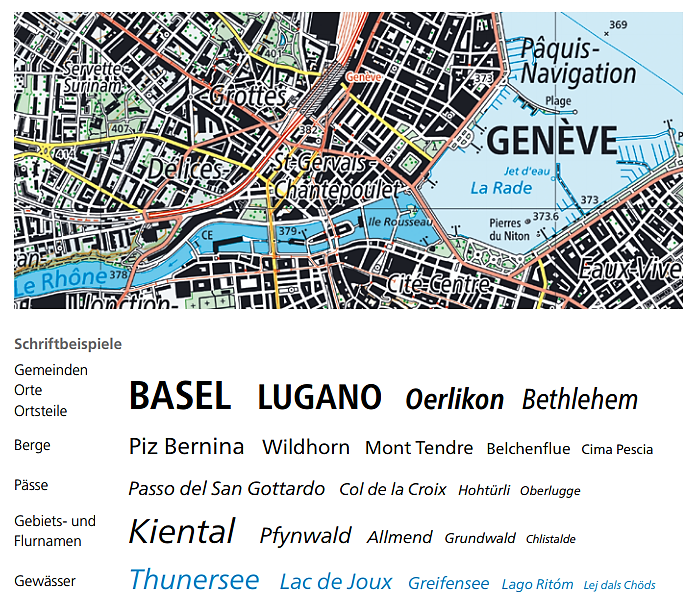 369
Pâquis-
Navigation
Servette
Surinam
401
Genève
373
Grottes
Plage
407
382
GENÈVE
404
Délices
St-Gervais-
Chantepoulet
Jet d'eau
La Rade
373
Ile Rousseau
373.6
Pierres
du Niton
CE
379
Le Rhône
378
Eaux-Vive
Cité-Centre
Jonction-
Schriftbeispiele
Gemeinden
Orte
Ortsteile
BASEL LUGANO Oerlikon Bethlehem
Berge
Piz Bernina Wildhorn Mont Tendre Belchenflue Cima Pescia
Pässe
Passo del San Gottardo Col de la Croix Hohtürli Oberlugge
Gebiets- und
Flurnamen
Kiental Pfynwald Allmend Grundwald Chlistalde
Gewässer
Thunersee Lac de Joux Greifensee Lago Ritóm Lej dals Chöds